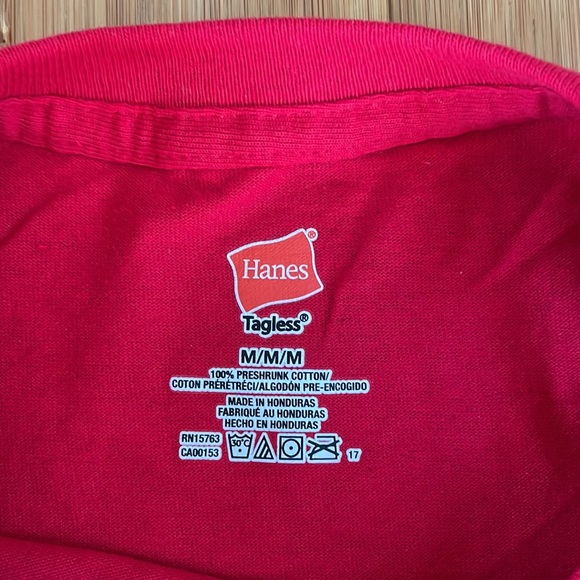 Hanes®
Tagless®
M/M/M
100% PRESHRUNK COTTON/
COTON PRÉRÉTRÉCI/ALGODÓN PRE-ENCOGIDO
MADE IN HONDURAS
FABRIQUÉ AU HONDURAS
HECHO EN HONDURAS
RN15763
CA00153 30°C 17